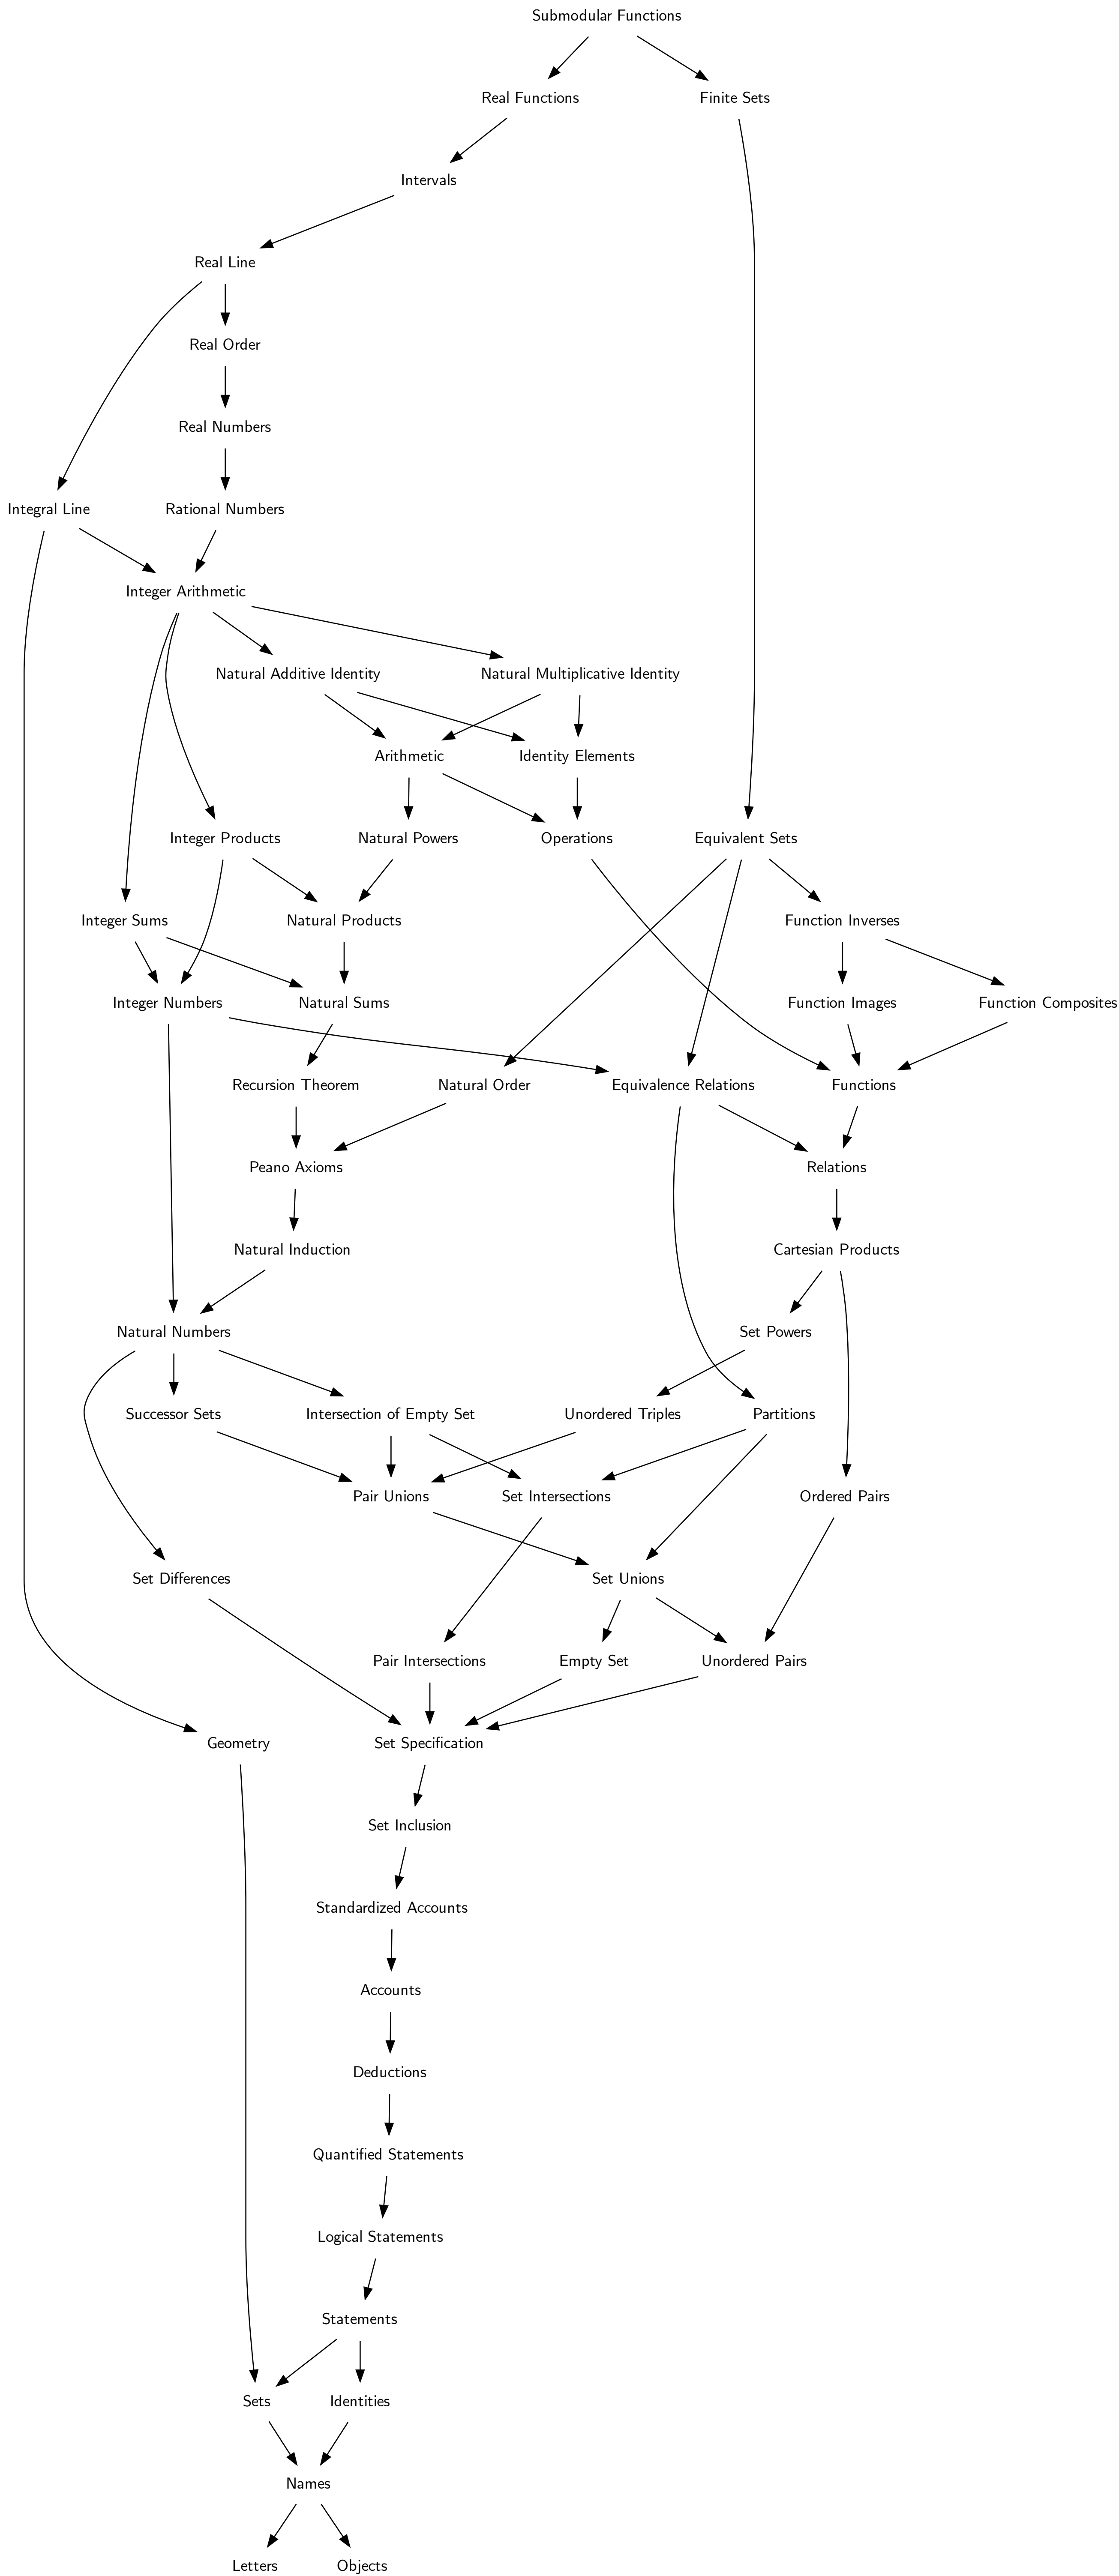 Submodular Functions
Real Functions
Finite Sets
Intervals
Real Line
Real Order
Real Numbers
Integral Line
Rational Numbers
Integer Arithmetic
Natural Additive Identity
Natural Multiplicative Identity
Arithmetic
Identity Elements
Integer Products
Natural Powers
Operations
Equivalent Sets
Integer Sums
Natural Products
Function Inverses
Integer Numbers
Natural Sums
Function Images
Function Composites
Recursion Theorem
Natural Order
Equivalence Relations
Functions
Peano Axioms
Relations
Natural Induction
Cartesian Products
Natural Numbers
Set Powers
Successor Sets
Intersection of Empty Set
Unordered Triples
Partitions
Pair Unions
Set Intersections
Ordered Pairs
Set Differences
Set Unions
Pair Intersections
Empty Set
Unordered Pairs
Geometry
Set Specification
Set Inclusion
Standardized Accounts
Accounts
Deductions
Quantified Statements
Logical Statements
Statements
Sets
Identities
Names
Letters
Objects